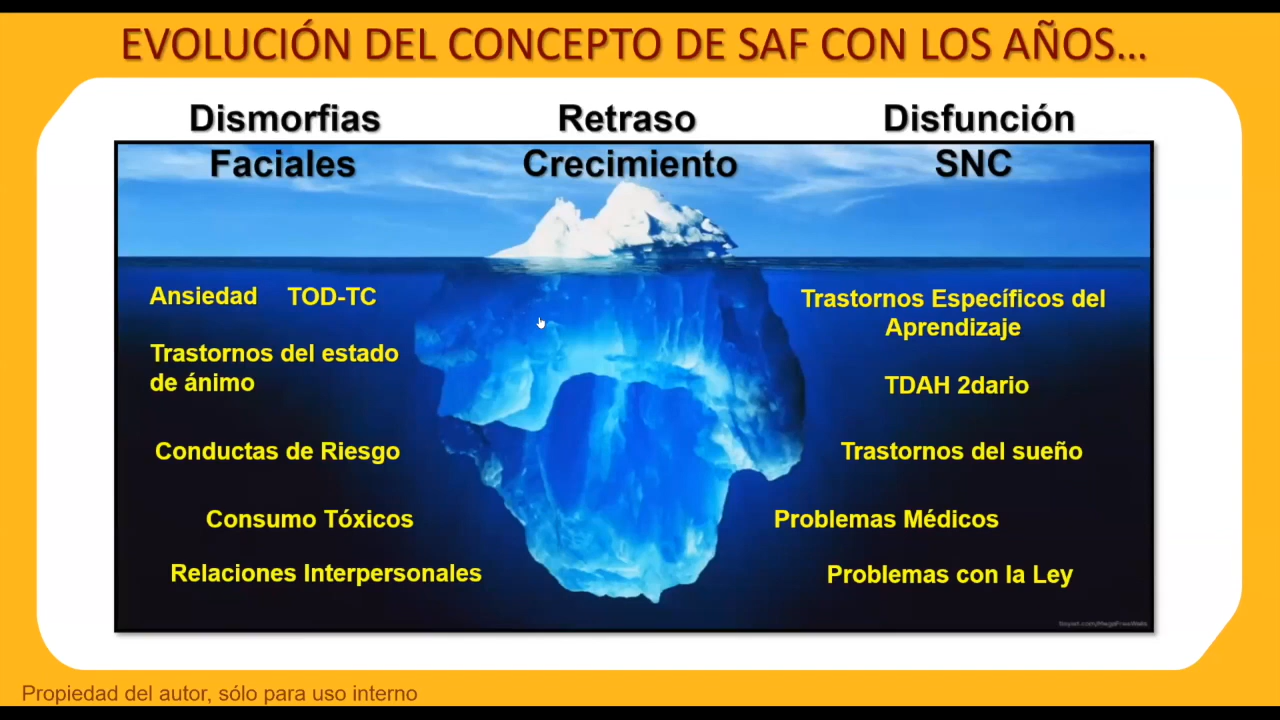 EVOLUCIÓN DEL CONCEPTO DE SAF CON LOS AÑOS...
Dismorfias
Faciales
Retraso
Crecimiento
Disfunción
SNC
Ansiedad TOD-TC
Trastornos del estado
de ánimo
Conductas de Riesgo
Consumo Tóxicos
Relaciones Interpersonales
Trastornos Específicos del
Aprendizaje
TDAH 2dario
Trastornos del sueño
Problemas Médicos
Problemas con la Ley
Propiedad del autor, sólo para uso interno